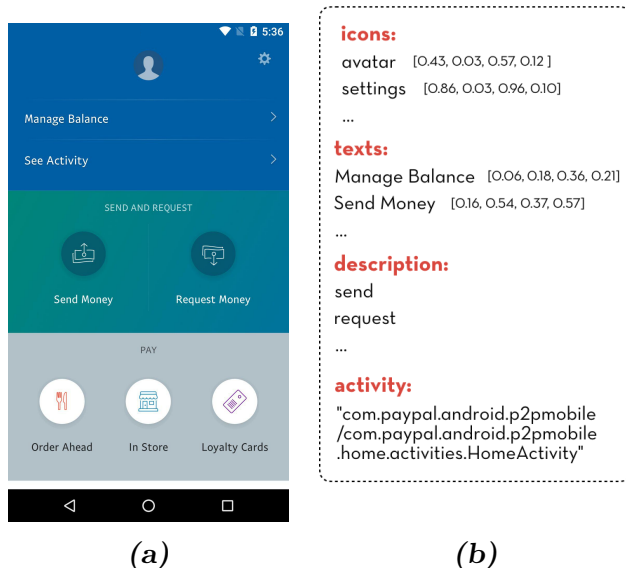 5:36
Manage Balance
See Activity
SEND AND REQUEST
Send Money
Request Money
PAY
Order Ahead
In Store
Loyalty Cards
(a)
icons:
avatar [0.43, 0.03, 0.57, 0.12 ]
settings [0.86, 0.03, 0.96, 0.10]
...
texts:
Manage Balance [0.06, 0.18, 0.36, 0.21]
Send Money [0.16, 0.54, 0.37, 0.57]
...
description:
send
request
...
activity:
"com.paypal.android.p2pmobile
/com.paypal.android.p2pmobile
.home.activities.HomeActivity"
(b)